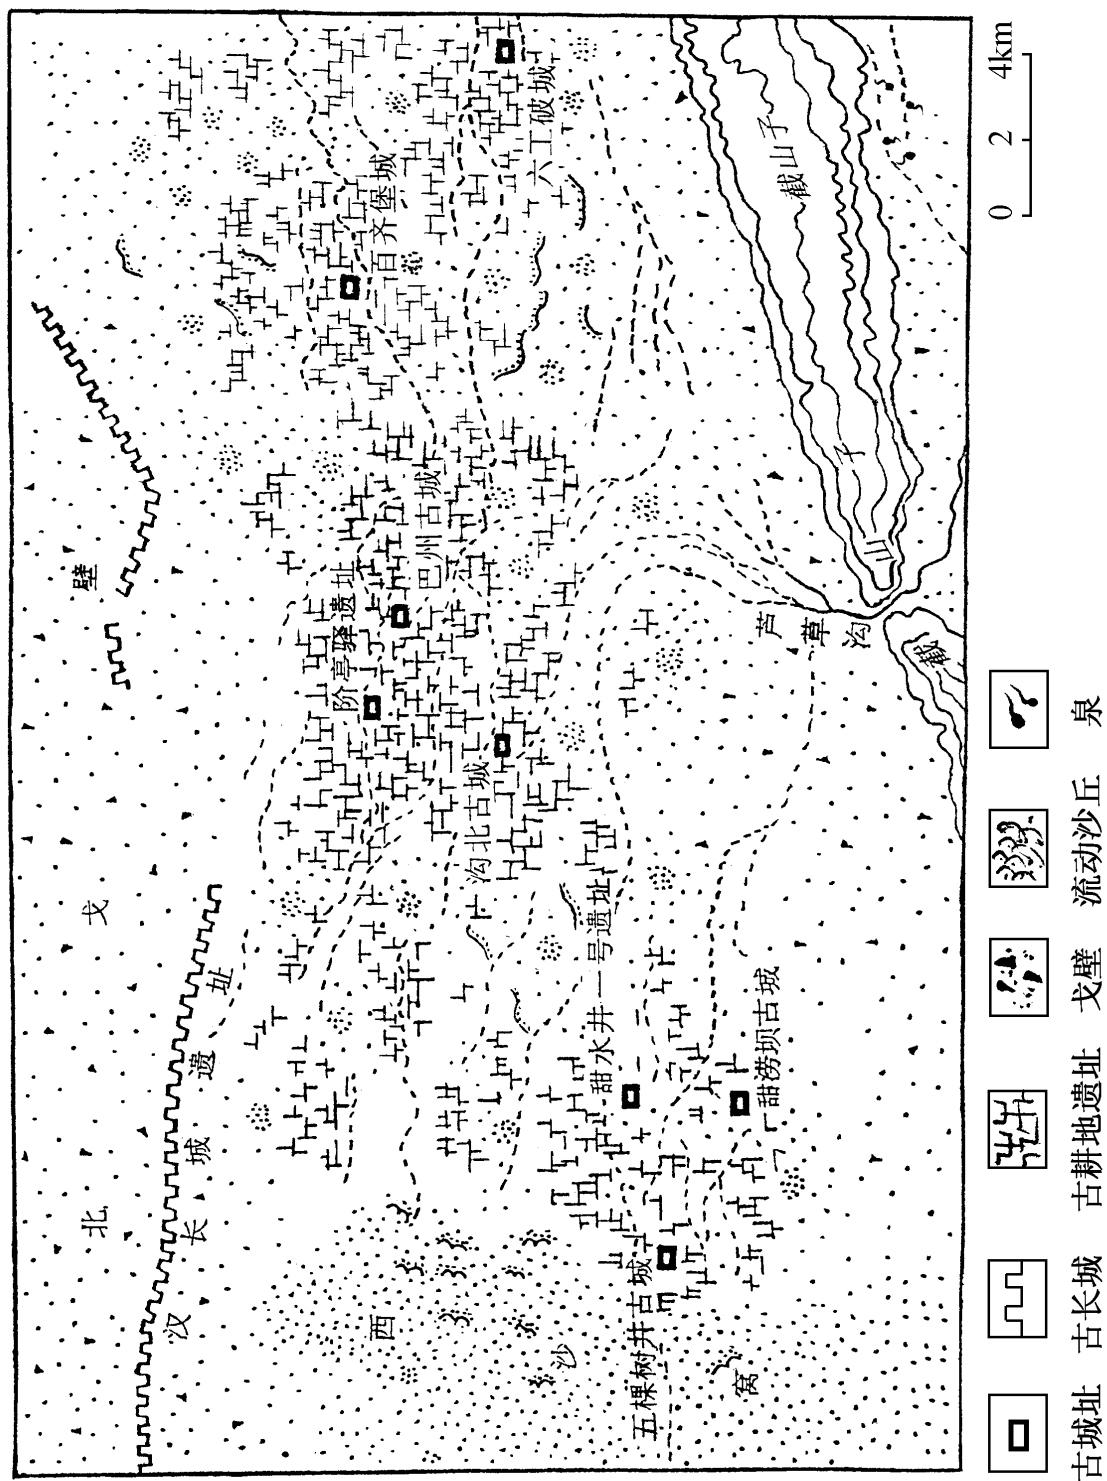 北 戈 壁
汉 长 城 遗 址
阶亭驿遗址
百齐堡城
巴州古城
沟北古城
六工破城
西 沙 窝
甜水井一号遗址
五棵树井古城
甜涝坝古城
芦草沟
截山子
截 山 子
0 2 4km
古城址 古长城 古耕地遗址 戈壁 流动沙丘 泉